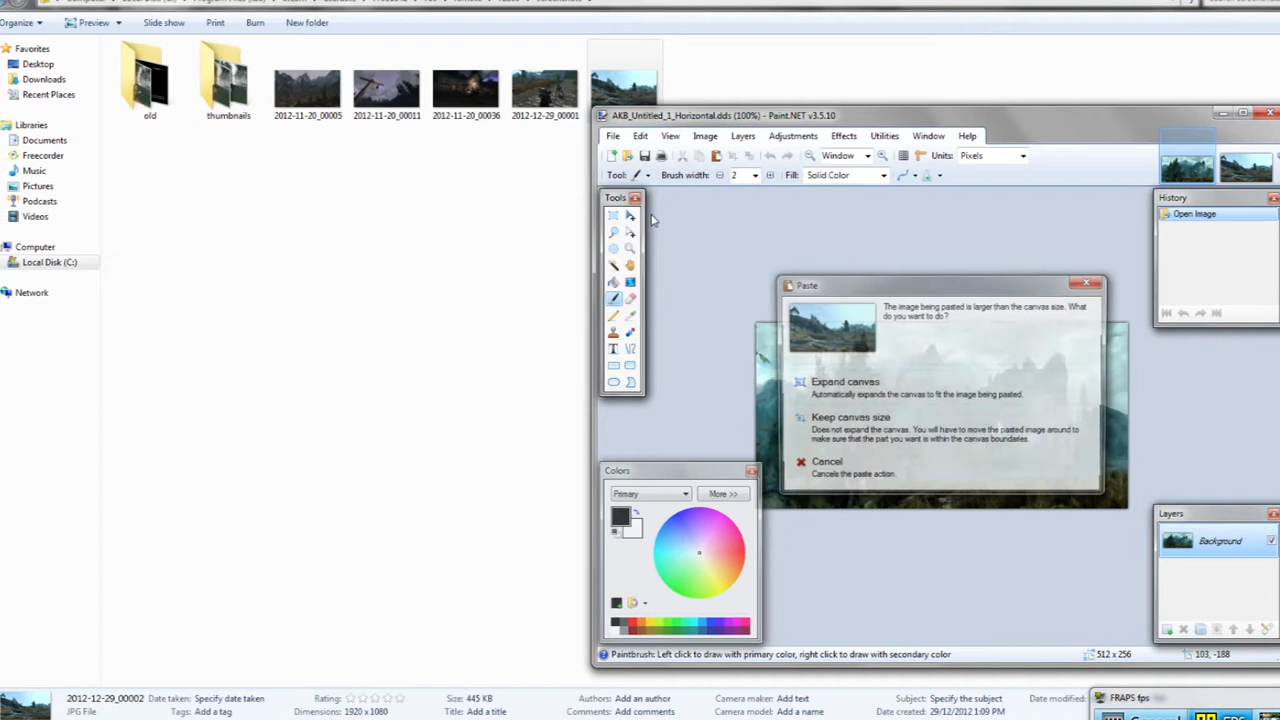 Organize
Preview
Slide show
Print
Burn
New folder
Favorites
Desktop
Downloads
Recent Places
Libraries
Documents
Freecorder
Music
Pictures
Podcasts
Videos
Computer
Local Disk (C:)
Network
old
thumbnails
2012-11-20_00005
2012-11-20_00011
2012-11-20_00036
2012-12-29_00001
AKB_Untitled_1_Horizontal.dds (100%) - Paint.NET v3.5.10
File Edit View Image Layers Adjustments Effects Utilities Window Help
Window
Units: Pixels
Tool: Brush width: 2 Fill: Solid Color
Tools
History
Open Image
Paste
The image being pasted is larger than the canvas size. What
do you want to do?
Expand canvas
Automatically expands the canvas to fit the image being pasted.
Keep canvas size
Does not expand the canvas. You will have to move the pasted image around to
make sure that the part you want is within the canvas boundaries.
Cancel
Cancels the paste action.
Colors
Primary
More >>
Layers
Background
Paintbrush: Left click to draw with primary color, right click to draw with secondary color
512 x 256
103, -188
2012-12-29_00002 Date taken: Specify date taken Rating: Size: 445 KB Authors: Add an author Camera maker: Add text Subject: Specify the subject Date modified:
JPG File Tags: Add a tag Dimensions: 1920 x 1080 Title: Add a title Comments: Add comments Camera model: Add a name Date created: 29/12/2012 1:09 PM
FRAPS fps